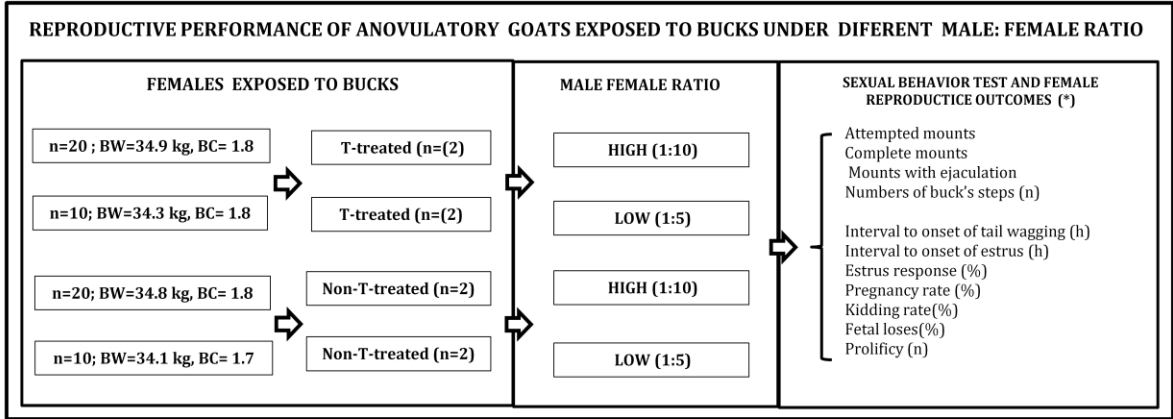 REPRODUCTIVE PERFORMANCE OF ANOVULATORY GOATS EXPOSED TO BUCKS UNDER DIFERENT MALE: FEMALE RATIO
FEMALES EXPOSED TO BUCKS
n=20 ; BW=34.9 kg, BC= 1.8
T-treated (n=(2)
n=10; BW=34.3 kg, BC= 1.8
T-treated (n=(2)
n=20; BW=34.8 kg, BC= 1.8
Non-T-treated (n=2)
n=10; BW=34.1 kg, BC= 1.7
Non-T-treated (n=2)
MALE FEMALE RATIO
HIGH (1:10)
LOW (1:5)
HIGH (1:10)
LOW (1:5)
SEXUAL BEHAVIOR TEST AND FEMALE
REPRODUCTICE OUTCOMES (*)
Attempted mounts
Complete mounts
Mounts with ejaculation
Numbers of buck's steps (n)
Interval to onset of tail wagging (h)
Interval to onset of estrus (h)
Estrus response (%)
Pregnancy rate (%)
Kidding rate(%)
Fetal loses(%)
Prolificy (n)